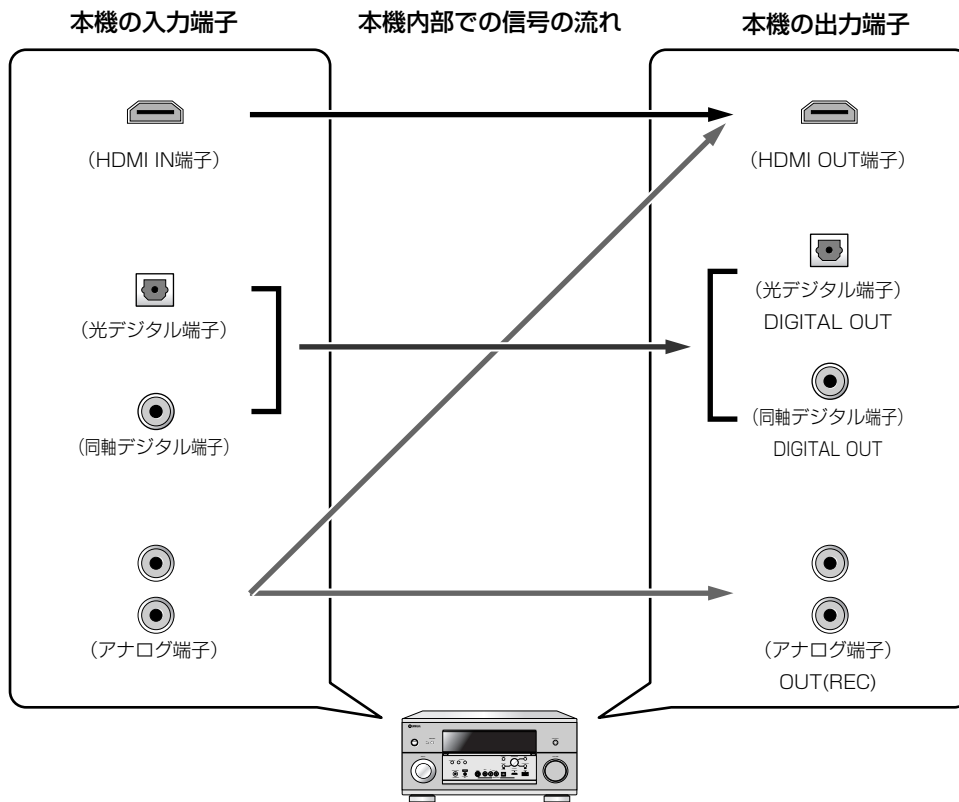 本機の入力端子
本機内部での信号の流れ
本機の出力端子
（HDMI IN端子）
（光デジタル端子）
（同軸デジタル端子）
（アナログ端子）
（HDMI OUT端子）
（光デジタル端子）
DIGITAL OUT
（同軸デジタル端子）
DIGITAL OUT
（アナログ端子）
OUT(REC)